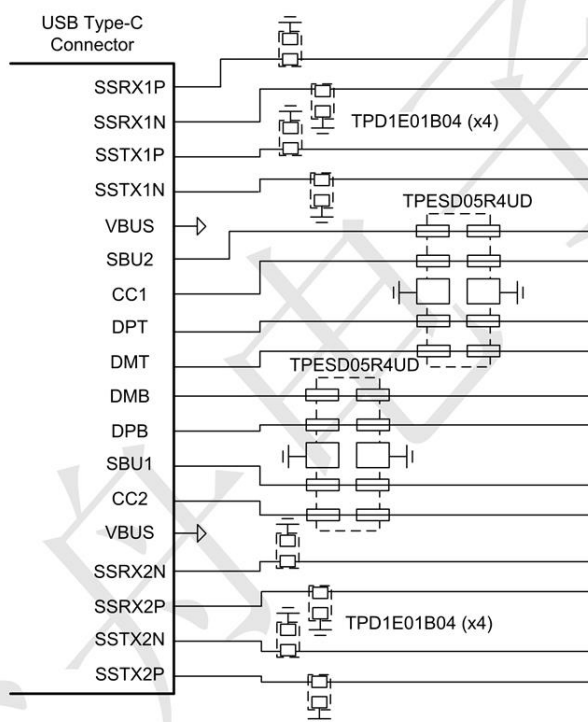 USB Type-C
Connector
SSRX1P
SSRX1N
TPD1E01B04 (x4)
SSTX1P
SSTX1N
TPESD05R4UD
VBUS
SBU2
CC1
DPT
DMT
TPESD05R4UD
DMB
DPB
SBU1
CC2
VBUS
SSRX2N
SSRX2P
TPD1E01B04 (x4)
SSTX2N
SSTX2P